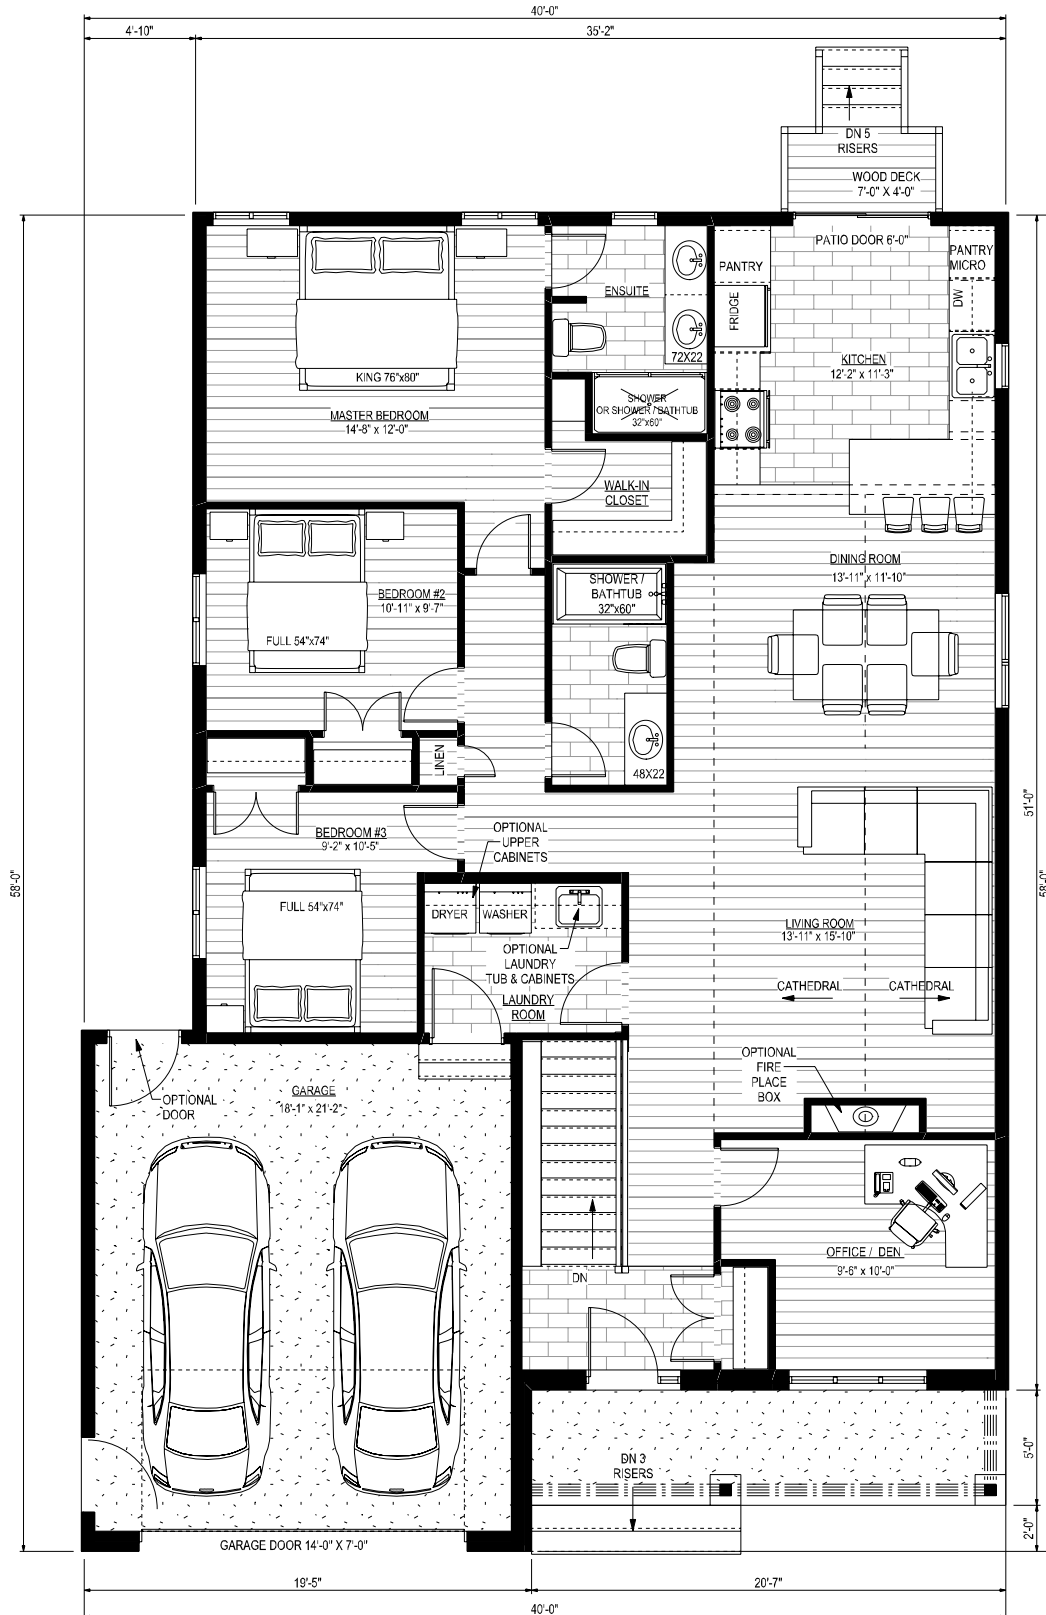 40'-0"
4'-10"
35'-2"
DN 5
RISERS
WOOD DECK
7'-0" X 4'-0"
PATIO DOOR 6'-0"
PANTRY
MICRO
PANTRY
ENSUITE
FRIDGE
DW
72X22
KITCHEN
12'-2" x 11'-3"
KING 76"x80"
SHOWER
OR SHOWER / BATHTUB
32"x60"
MASTER BEDROOM
14'-8" x 12'-0"
WALK-IN
CLOSET
DINING ROOM
13'-11" x 11'-10"
SHOWER /
BATHTUB
32"x60"
BEDROOM #2
10'-11" x 9'-7"
FULL 54"x74"
LINEN
48X22
51'-0"
BEDROOM #3
9'-2" x 10'-5"
OPTIONAL
UPPER
CABINETS
58'-0"
58'-0"
FULL 54"x74"
DRYER
WASHER
LIVING ROOM
13'-11" x 15'-10"
OPTIONAL
LAUNDRY
TUB & CABINETS
LAUNDRY
ROOM
CATHEDRAL
CATHEDRAL
OPTIONAL
FIRE
PLACE
BOX
GARAGE
18'-1" x 21'-2"
OPTIONAL
DOOR
OFFICE / DEN
9'-6" x 10'-0"
DN
DN 3
RISERS
5'-0"
2'-0"
GARAGE DOOR 14'-0" X 7'-0"
19'-5"
20'-7"
40'-0"